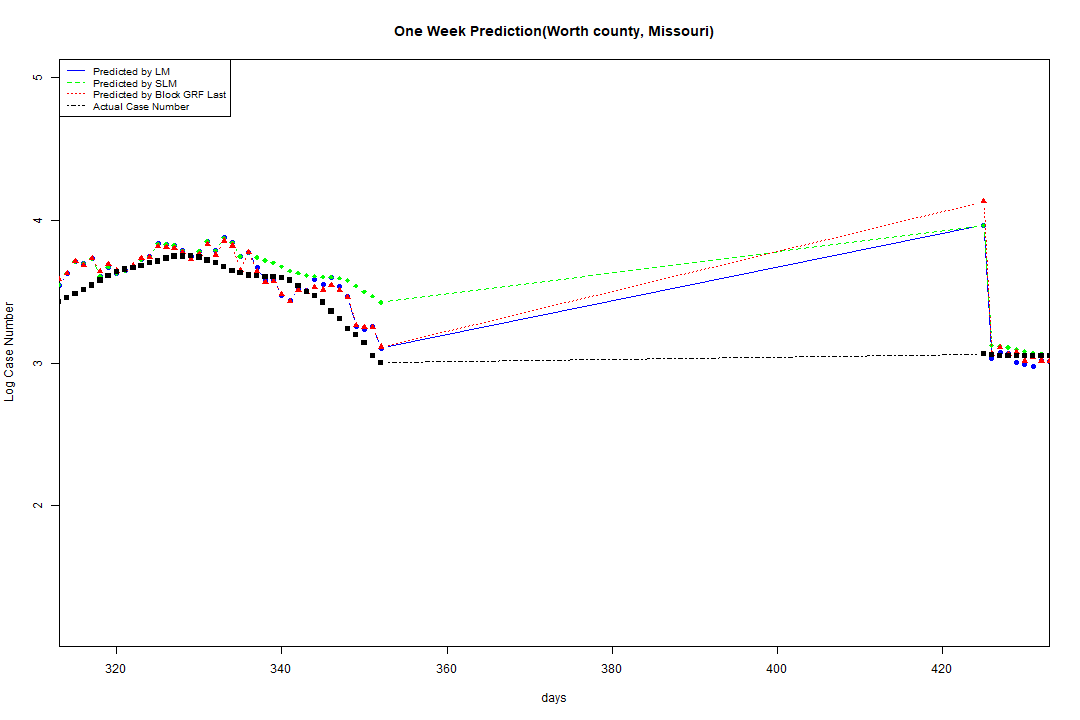 One Week Prediction(Worth county, Missouri)
Predicted by LM
Predicted by SLM
Predicted by Block GRF Last
Actual Case Number
5
4
3
2
Log Case Number
320 340 360 380 400 420
days